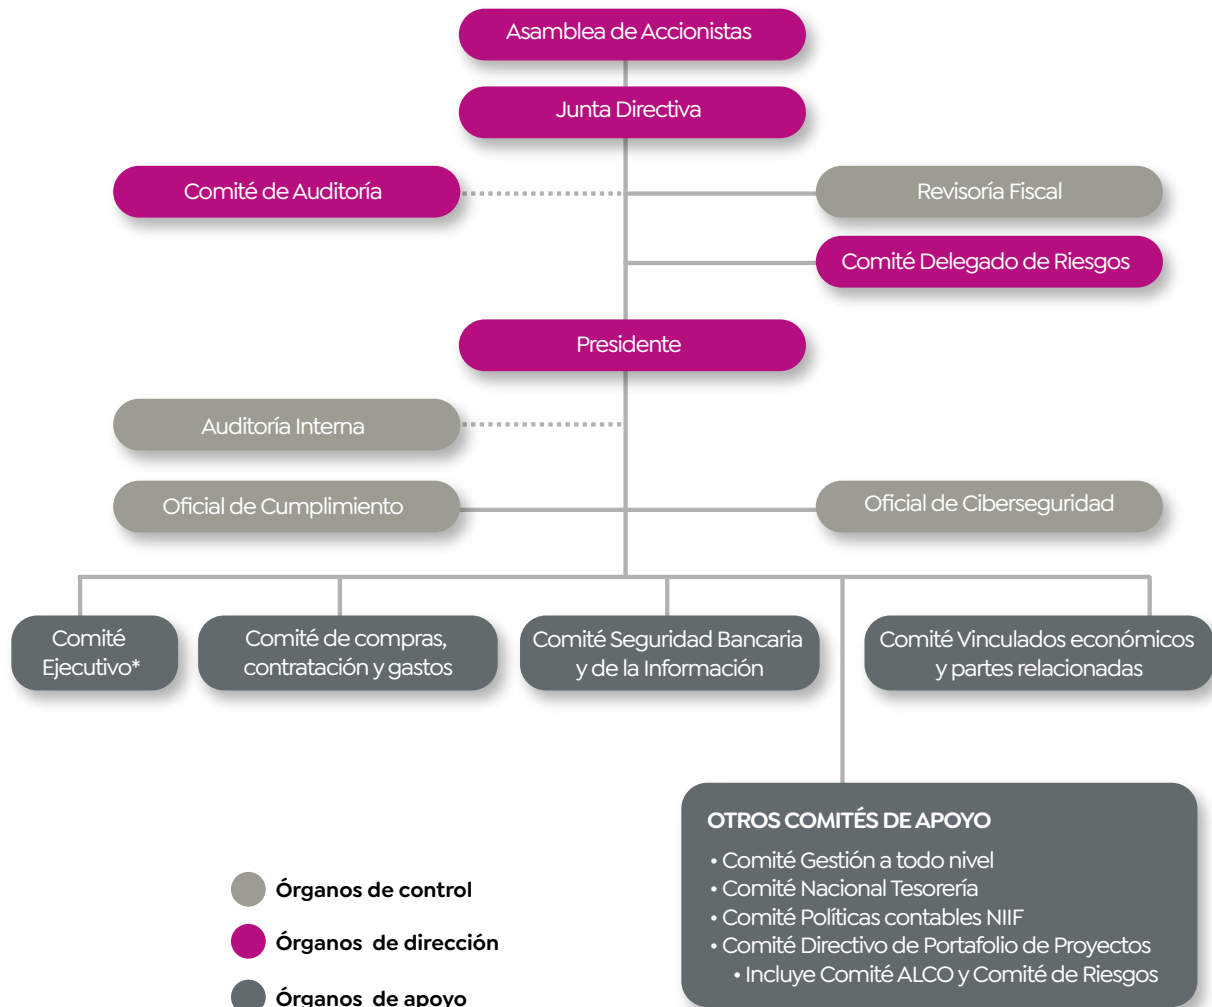 Asamblea de Accionistas
Junta Directiva
Comité de Auditoría
Revisoría Fiscal
Comité Delegado de Riesgos
Presidente
Auditoría Interna
Oficial de Cumplimiento
Oficial de Ciberseguridad
Comité
Ejecutivo*
Comité de compras,
contratación y gastos
Comité Seguridad Bancaria
y de la Información
Comité Vinculados económicos
y partes relacionadas
OTROS COMITÉS DE APOYO
• Comité Gestión a todo nivel
• Comité Nacional Tesorería
• Comité Políticas contables NIIF
• Comité Directivo de Portafolio de Proyectos
• Incluye Comité ALCO y Comité de Riesgos
Órganos de control
Órganos de dirección
Órganos de apoyo